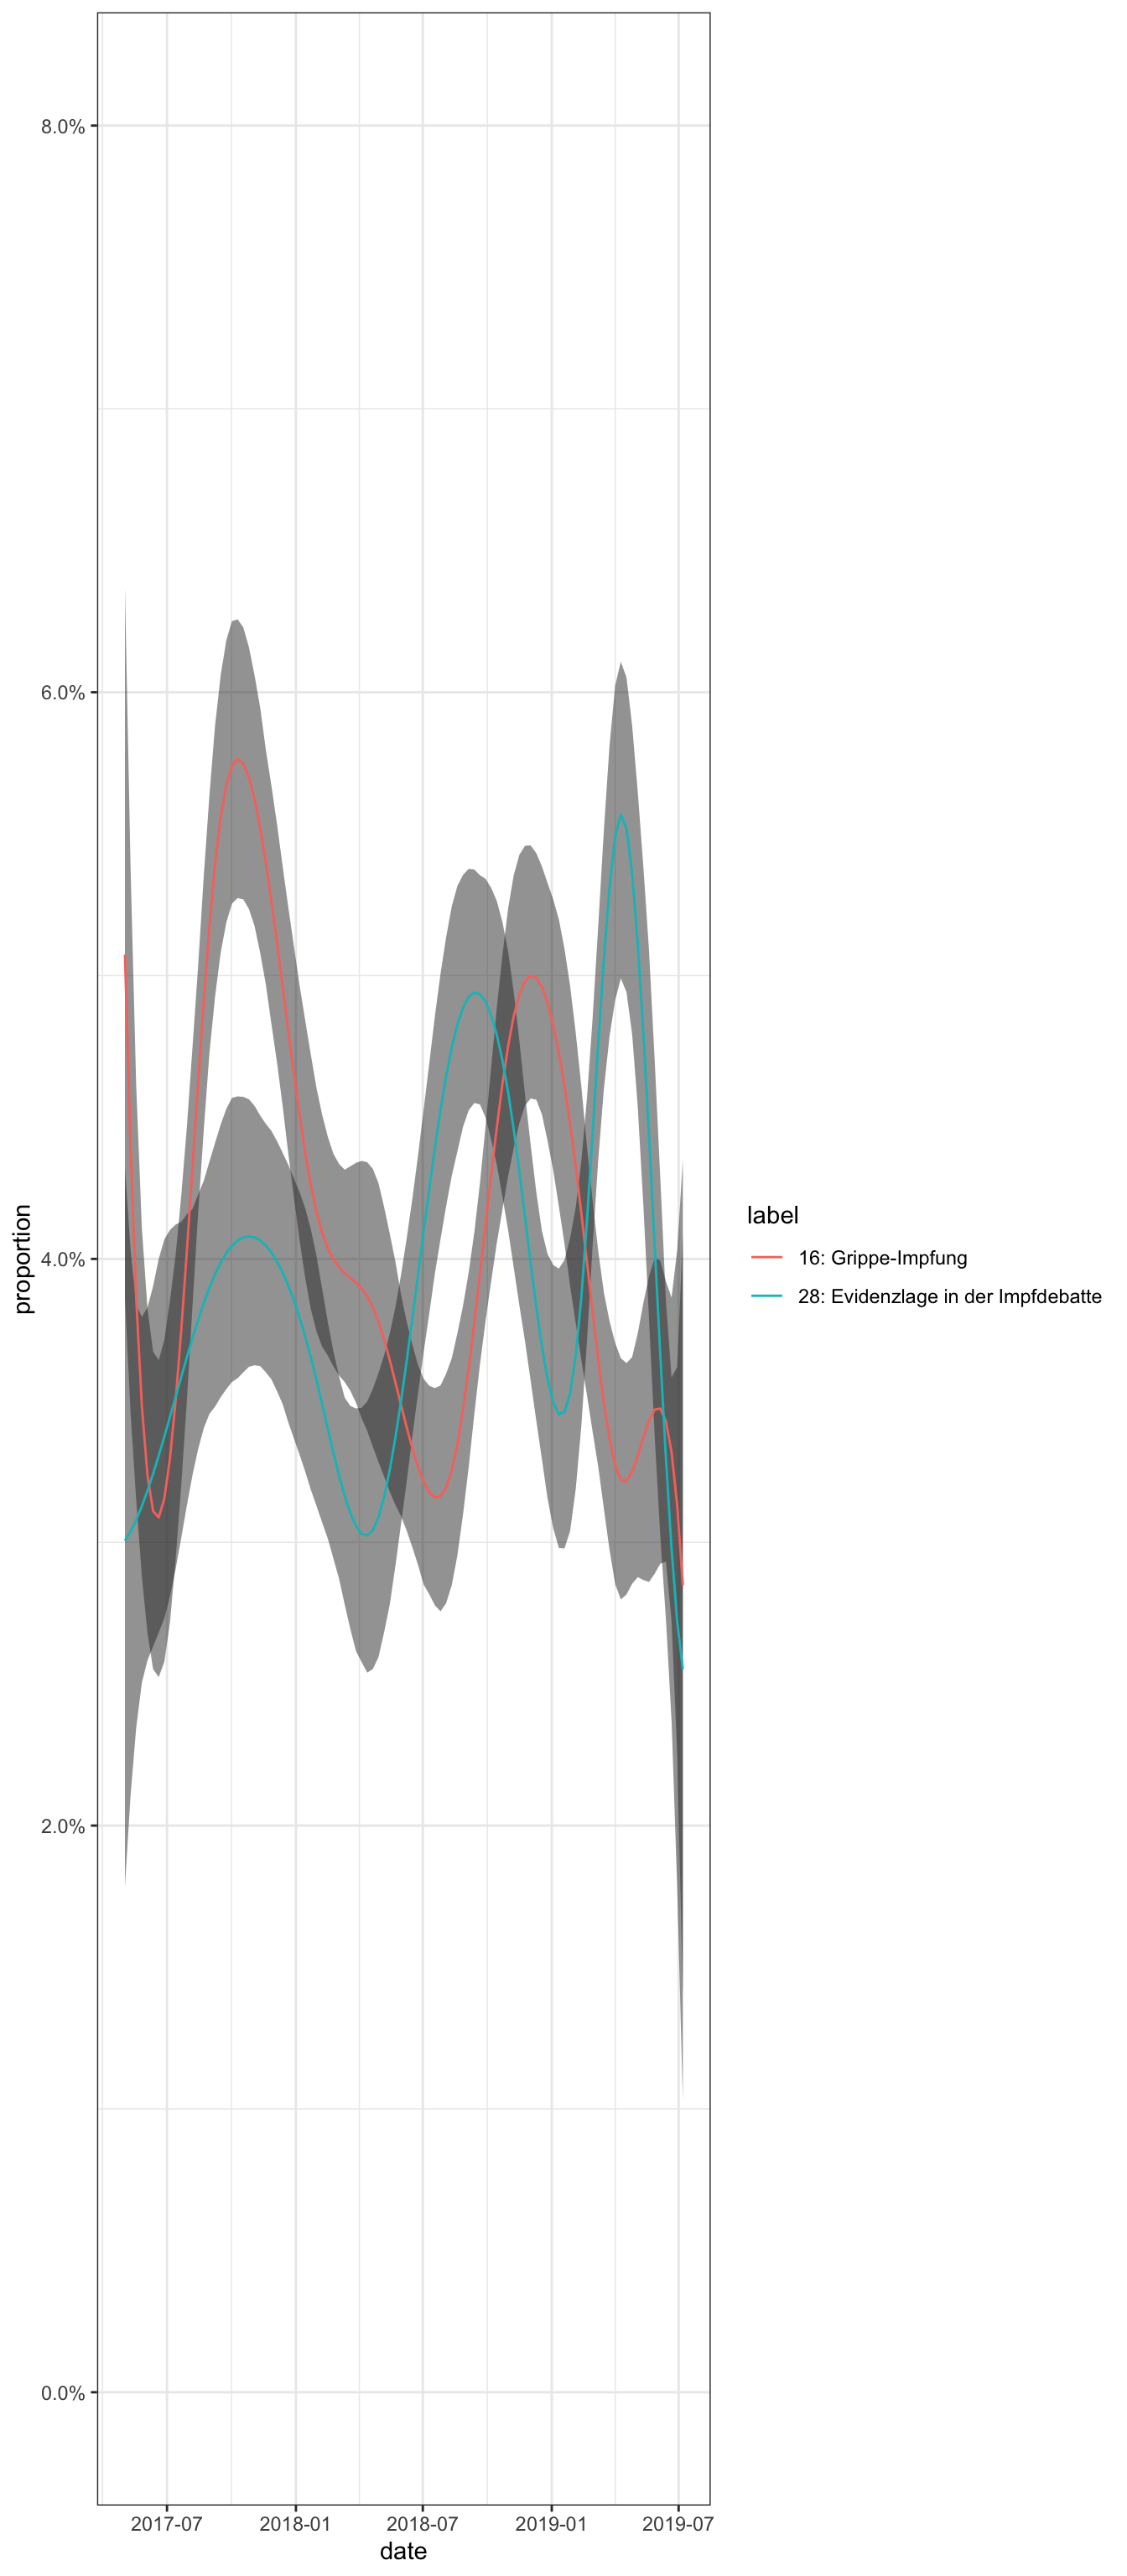 8.0%
6.0%
4.0%
2.0%
0.0%
proportion
2017-07 2018-01 2018-07 2019-01 2019-07
date
label
16: Grippe-Impfung
28: Evidenzlage in der Impfdebatte